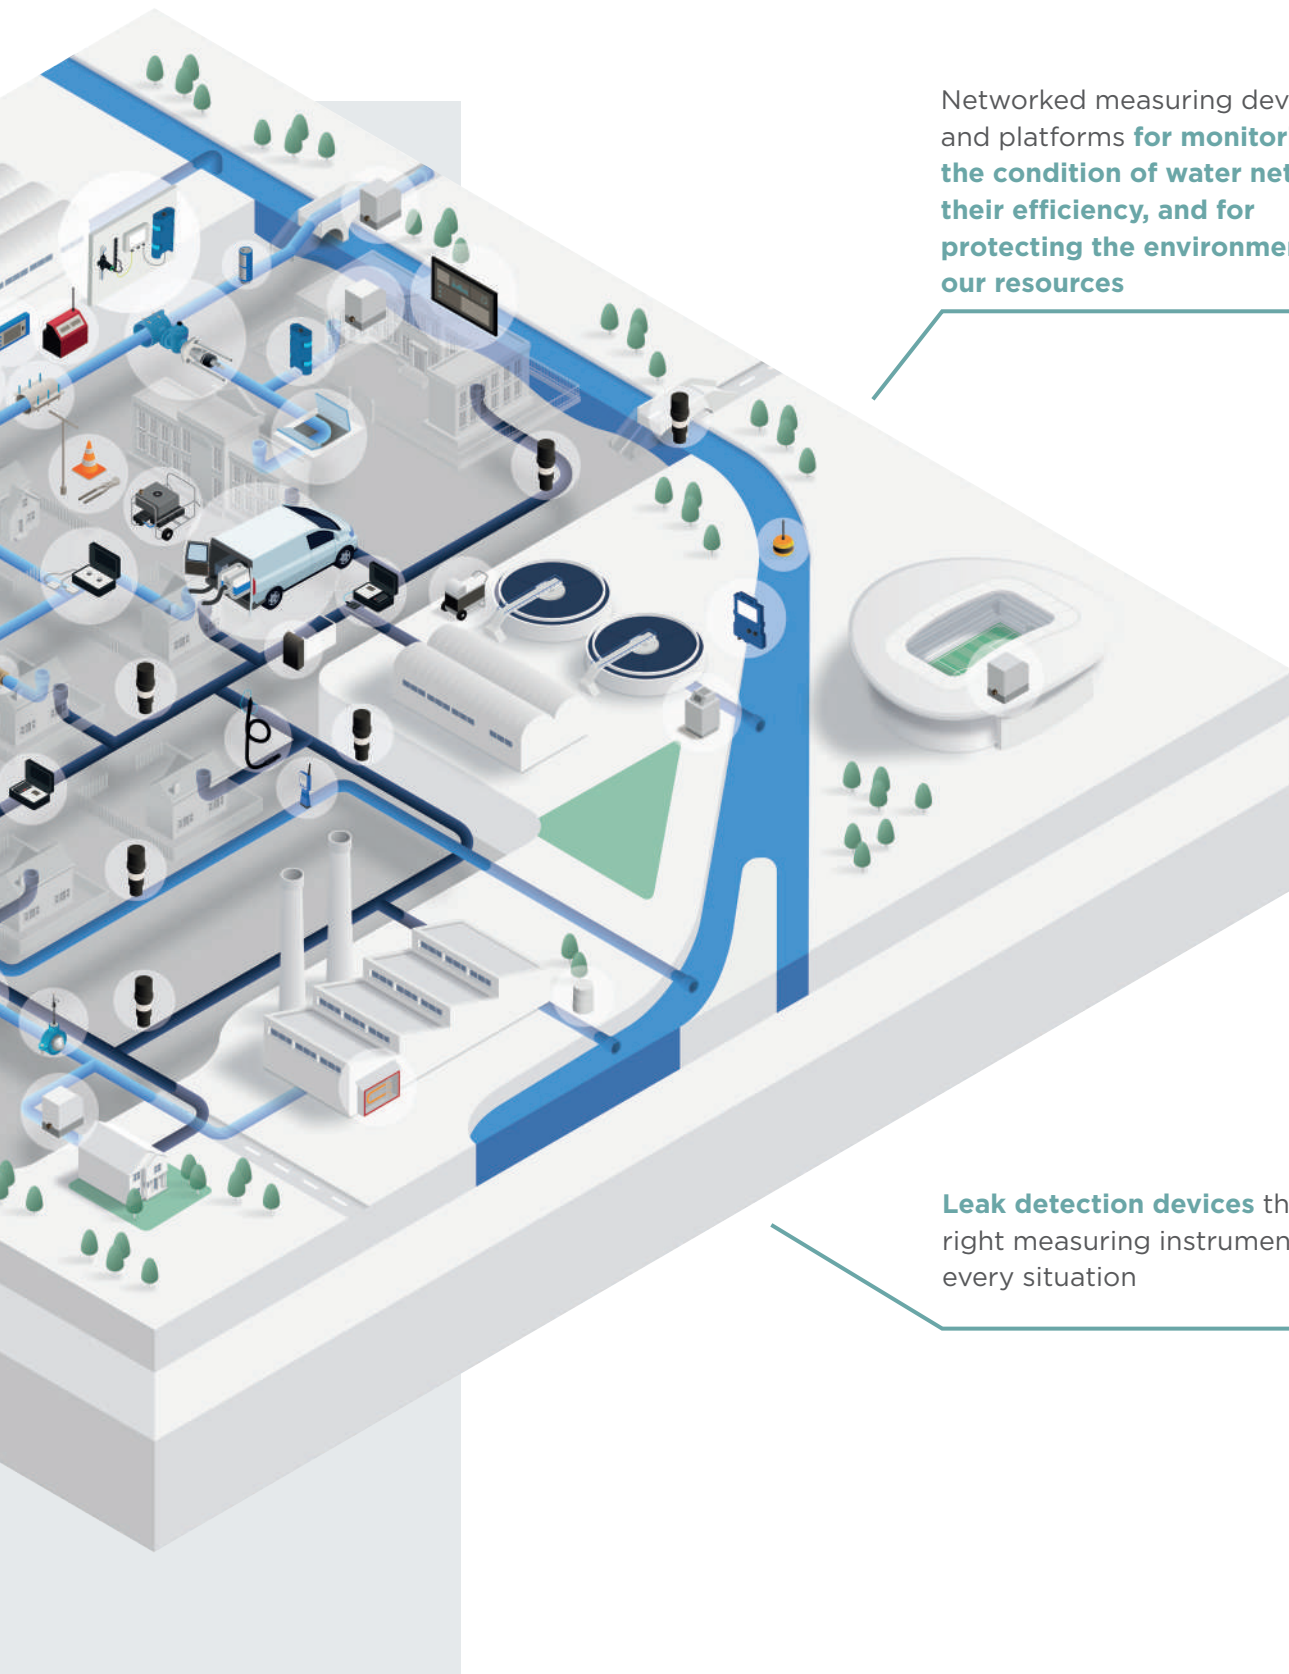 Networked measuring dev
and platforms for monitor
the condition of water net
their efficiency, and for
protecting the environme
our resources
Leak detection devices th
right measuring instrumen
every situation